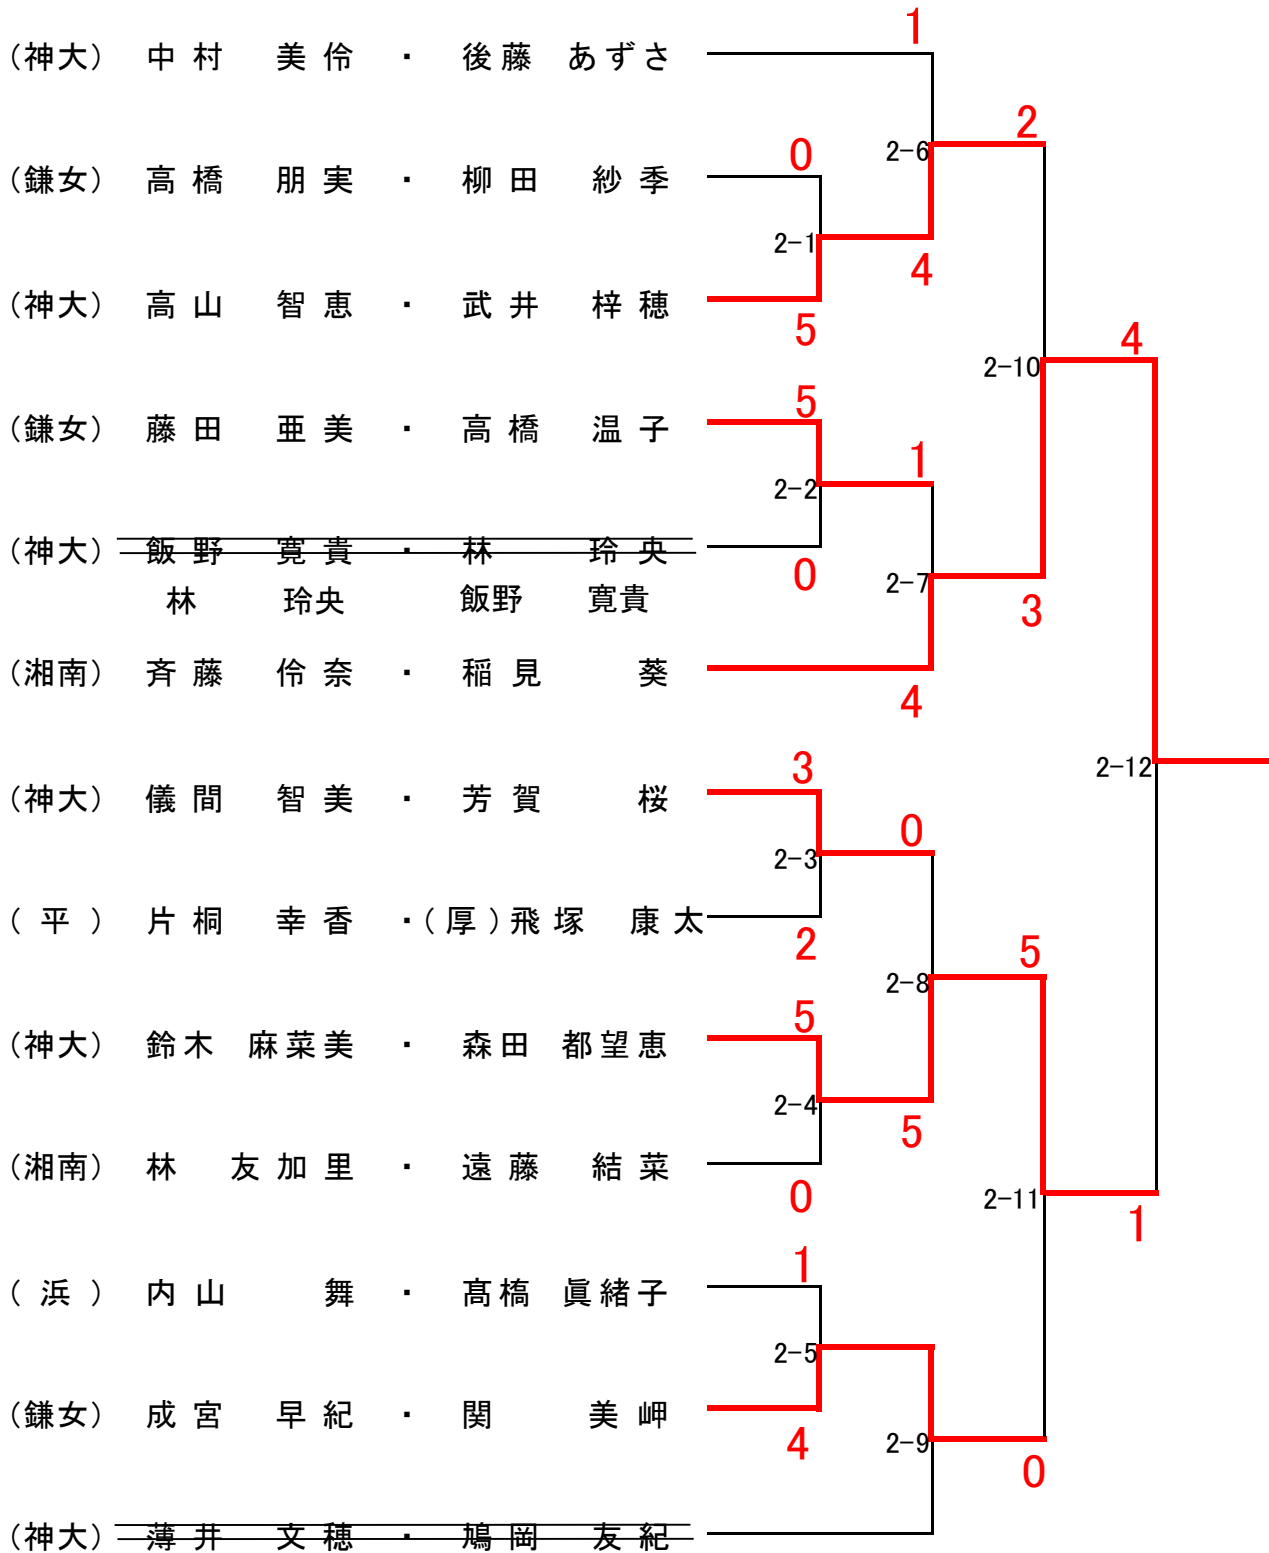 1
(神大) 中村 美伶 ・ 後藤 あずさ
2
0
2-6
(鎌女) 高橋 朋実 ・ 柳田 紗季
2-1
4
(神大) 高山 智恵 ・ 武井 梓穂
5
4
2-10
5
(鎌女) 藤田 亜美 ・ 高橋 温子
1
2-2
(神大) 飯野 寛貴 ・ 林 玲央
0
2-7
林 玲央 飯野 寛貴
3
(湘南) 斉藤 伶奈 ・ 稲見 葵
4
3
2-12
(神大) 儀間 智美 ・ 芳賀 桜
0
2-3
(平) 片桐 幸香 ・(厚)飛塚 康太
2
5
2-8
5
(神大) 鈴木 麻菜美 ・ 森田 都望恵
2-4
5
(湘南) 林 友加里 ・ 遠藤 結菜
0
2-11
1
1
(浜) 内山 舞 ・ 髙橋 眞緒子
2-5
(鎌女) 成宮 早紀 ・ 関 美岬
4
2-9
0
(神大) 薄井 文穂 ・ 鳩岡 友紀